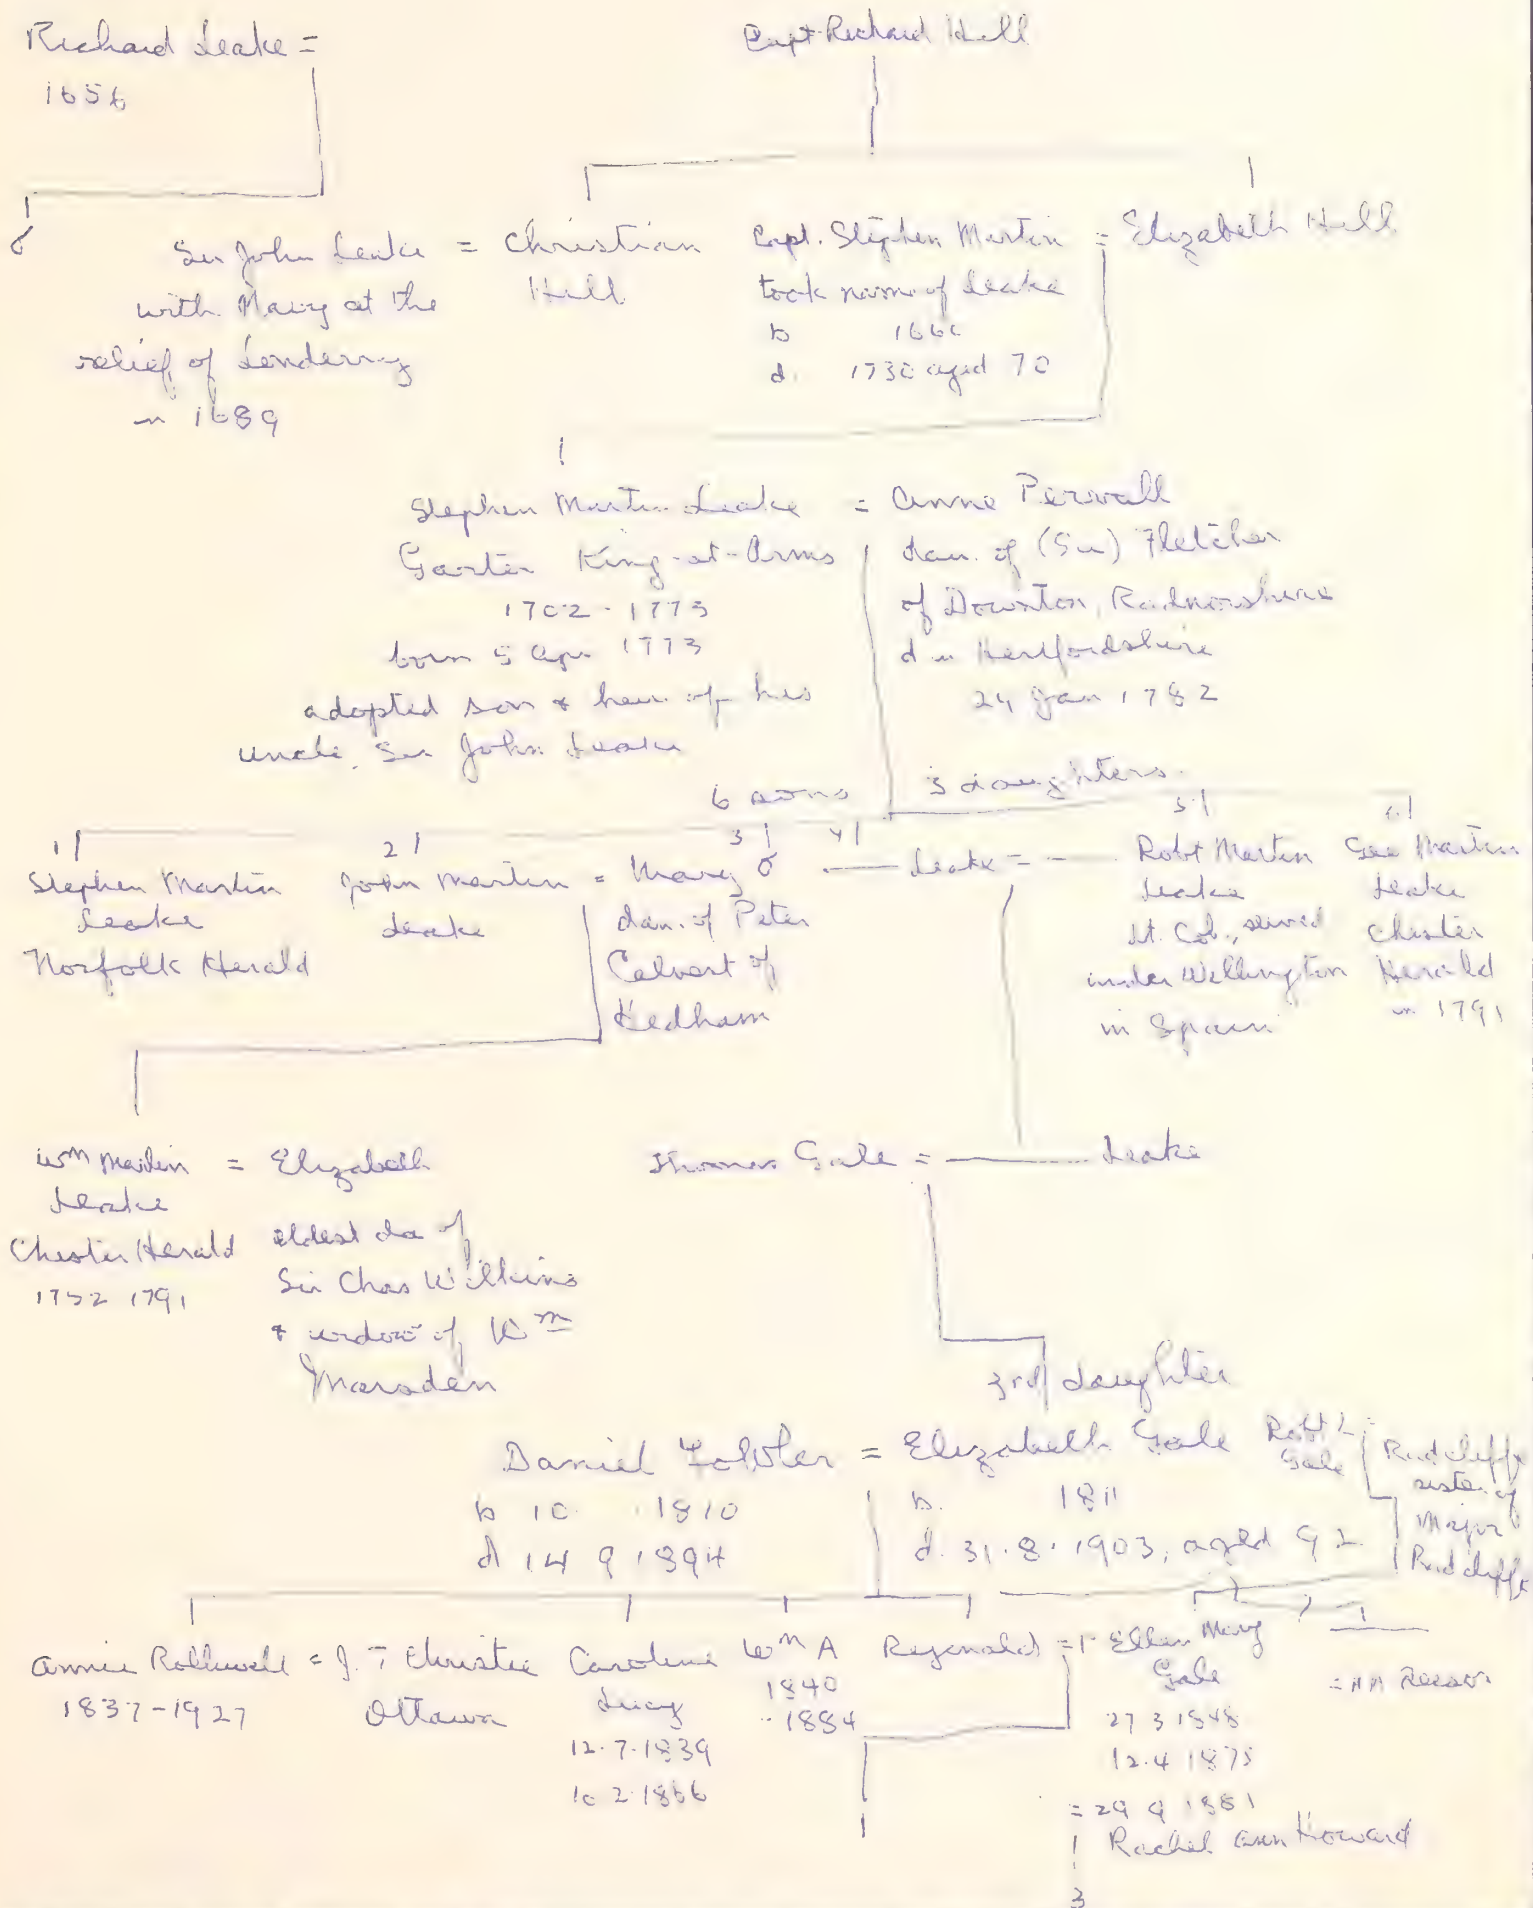 Richard Leake =
1656
Capt Richard Hill
Sir John Leake = Christian Hill
with Navy at the
relief of Londerry
in 1689
Capt. Stephen Martin = Elizabeth Hill
took name of Leake
b 1666
d. 1736 aged 70
Stephen Martin Leake = Anne Pervall
Garter King-at-Arms
1702 - 1773
born 5 Apr 1773
adopted son & heir of his
uncle, Sir John Leake
dau. of (Sir) Fletcher
of Downton, Radnorshire
d in Hertfordshire
24 Jan 1782
6 sons 3 daughters
1 2 3 4 5 6
Stephen Martin
Leake
Norfolk Herald
John Martin = Mary
Leake
dau. of Peter
Calvert of
Hedham
Leake =
Robt Martin
Leake
Lt. Col., served
under Wellington
in Spain
Geo Martin
Leake
Chester
Herald
in 1791
Wm Martin = Elizabeth
Leake
Chester Herald
1752 1791
eldest da of
Sir Chas Wilkins
& widow of Wm
Marsden
Thomas Gale = Leake
3rd daughter
Daniel Fowler = Elizabeth Gale
b 10 1810
d 14 9 1894
b. 1811
d. 31.8.1903, aged 92
Robt L =
Gale
Radcliffe
sister of
Major
Radcliffe
Annie Rothwell = J. T Christie
1837-1927
Ottawa
Caroline
Lucy
12.7.1839
10 2 1866
Wm A
1840
1884
Reginald = 1 Ellen Mary
Gale
27 3 1848
12.4 1875
= 29 9 1881
Rachel Ann Howard
3